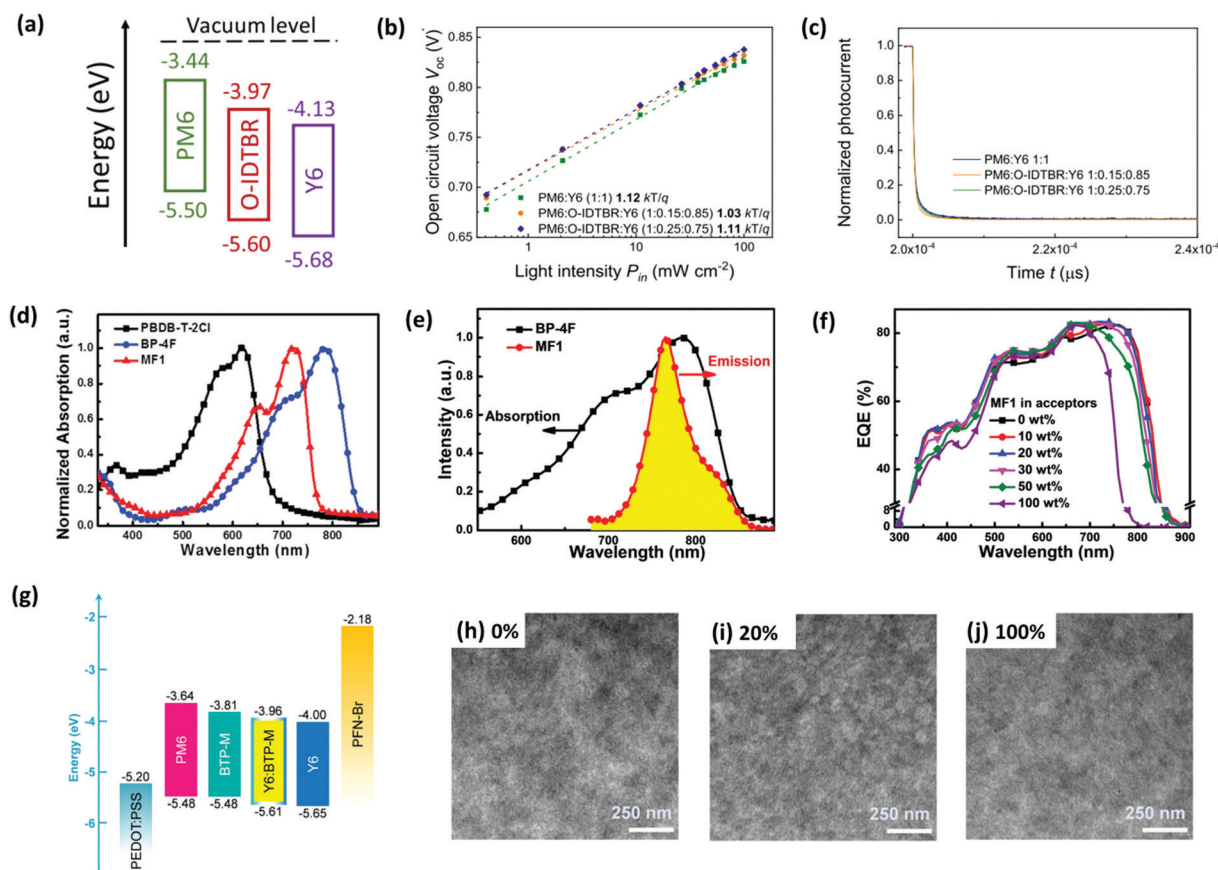 (a)
Vacuum level
Energy (eV)
-3.44
-3.97
-4.13
PM6
O-IDTBR
Y6
-5.50
-5.60
-5.68
(b)
Open circuit voltage Voc (V)
0.85
0.80
0.75
0.70
0.65
PM6:Y6 (1:1) 1.12 kT/q
PM6:O-IDTBR:Y6 (1:0.15:0.85) 1.03 kT/q
PM6:O-IDTBR:Y6 (1:0.25:0.75) 1.11 kT/q
1 10 100
Light intensity Pin (mW cm-2)
(c)
Normalized photocurrent
1.0
0.8
0.6
0.4
0.2
0.0
PM6:Y6 1:1
PM6:O-IDTBR:Y6 1:0.15:0.85
PM6:O-IDTBR:Y6 1:0.25:0.75
2.0x10-4 2.2x10-4 2.4x10-4
Time t (μs)
(d)
Normalized Absorption (a.u.)
1.0
0.8
0.6
0.4
0.2
0.0
PBDB-T-2Cl
BP-4F
MF1
400 500 600 700 800
Wavelength (nm)
(e)
Intensity (a.u.)
1.0
0.8
0.6
0.4
0.2
0.0
BP-4F
MF1
Emission
Absorption
600 700 800
Wavelength (nm)
(f)
EQE (%)
80
60
40
8
0
MF1 in acceptors
0 wt%
10 wt%
20 wt%
30 wt%
50 wt%
100 wt%
300 400 500 600 700 800 900
Wavelength (nm)
(g)
Energy (eV)
-2
-3
-4
-5
-6
-2.18
-3.64
-3.81
-3.96
-4.00
PEDOT:PSS
PM6
BTP-M
Y6:BTP-M
Y6
PFN-Br
-5.20
-5.48
-5.48
-5.61
-5.65
(h) 0%
250 nm
(i) 20%
250 nm
(j) 100%
250 nm